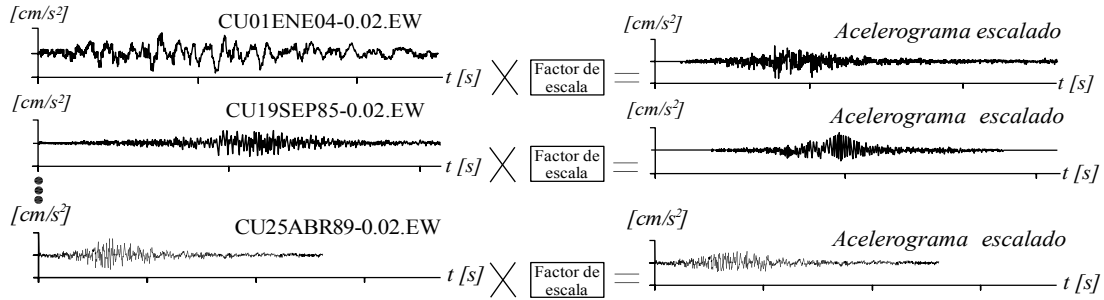 [cm/s²]
CU01ENE04-0.02.EW
t [s]
Factor de
escala
=
[cm/s²]
Acelerograma escalado
t [s]
[cm/s²]
CU19SEP85-0.02.EW
t [s]
Factor de
escala
=
[cm/s²]
Acelerograma escalado
t [s]
[cm/s²]
CU25ABR89-0.02.EW
t [s]
Factor de
escala
=
[cm/s²]
Acelerograma escalado
t [s]